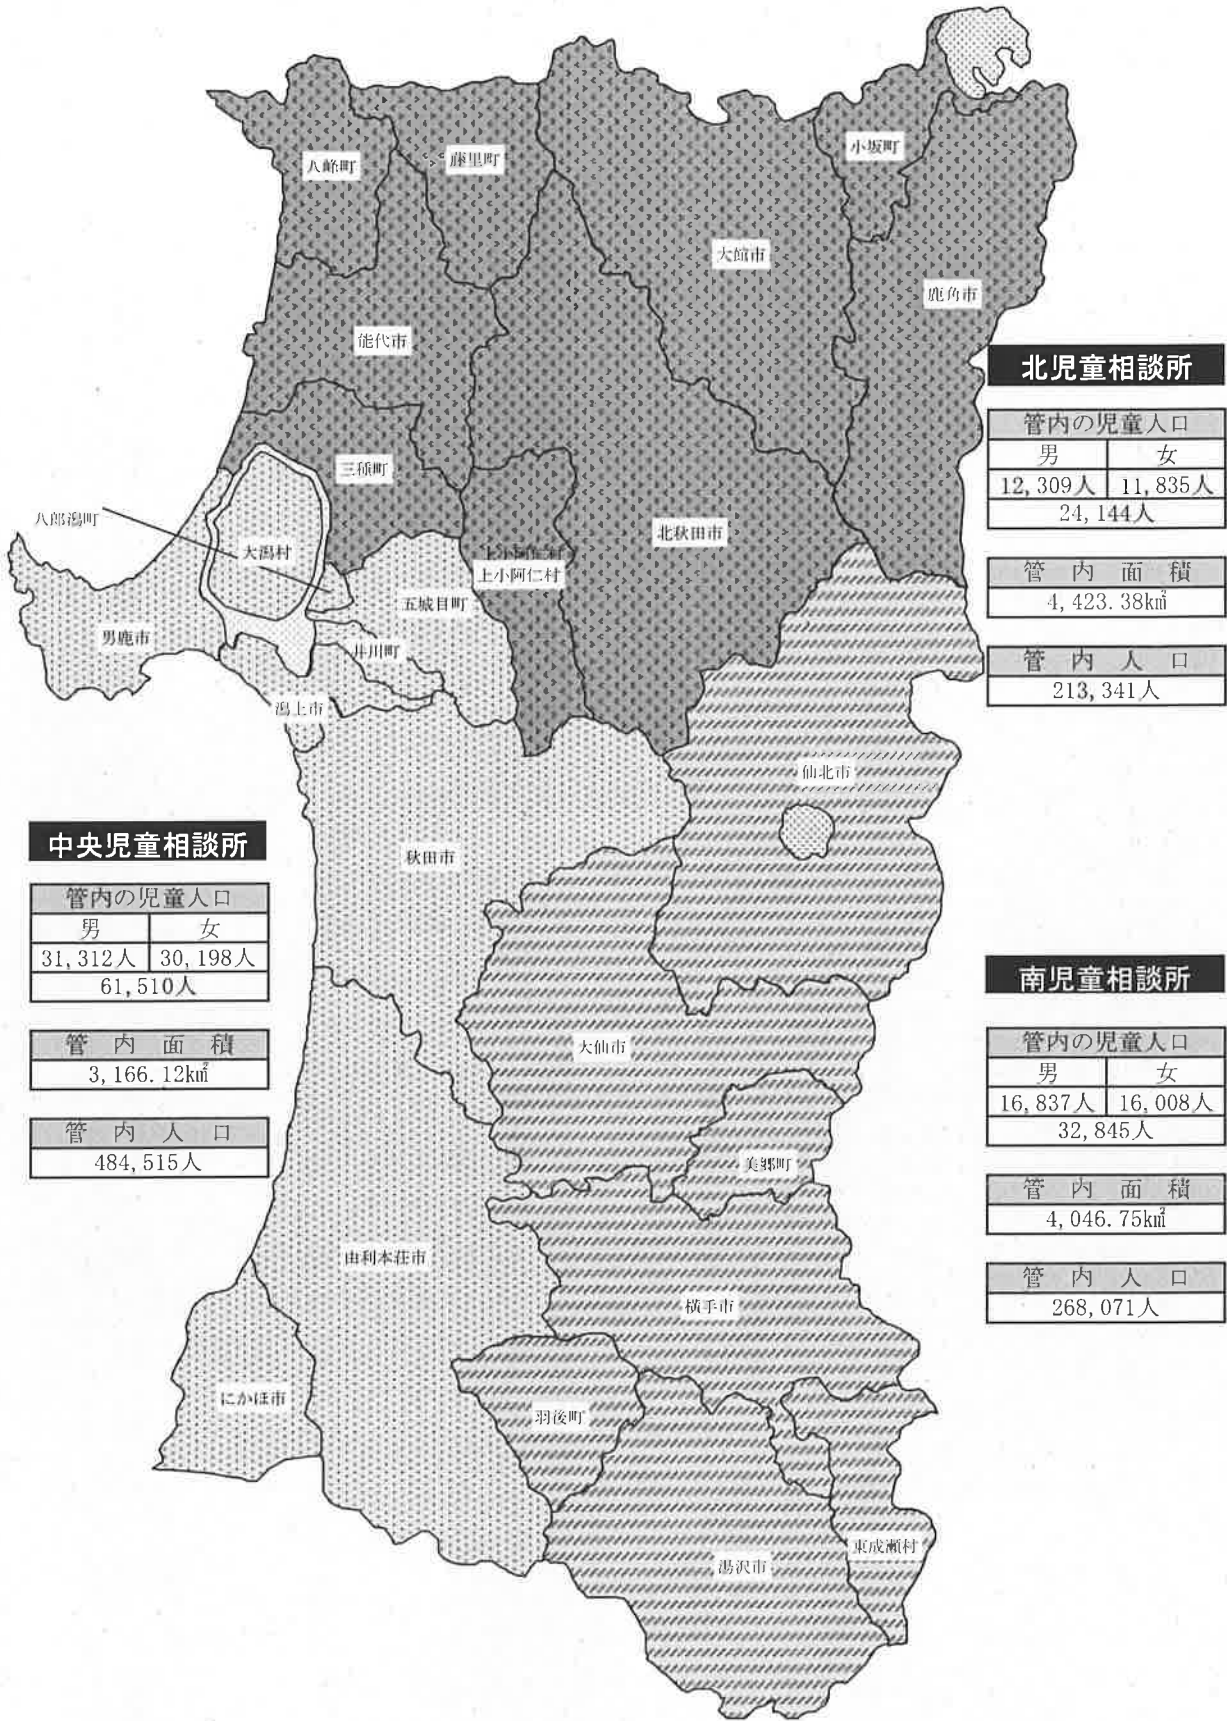 八峰町
藤里町
小坂町
大館市
鹿角市
能代市
三種町
八郎潟町
大潟村
北秋田市
上小阿仁村
上小阿仁村
五城目町
男鹿市
井川町
潟上市
仙北市
秋田市
大仙市
美郷町
由利本荘市
横手市
にかほ市
羽後町
湯沢市
東成瀬村
北児童相談所
管内の児童人口
男 女
12,309人 11,835人
24,144人
管内面積
4,423.38k㎡
管内人口
213,341人
中央児童相談所
管内の児童人口
男 女
31,312人 30,198人
61,510人
管内面積
3,166.12k㎡
管内人口
484,515人
南児童相談所
管内の児童人口
男 女
16,837人 16,008人
32,845人
管内面積
4,046.75k㎡
管内人口
268,071人